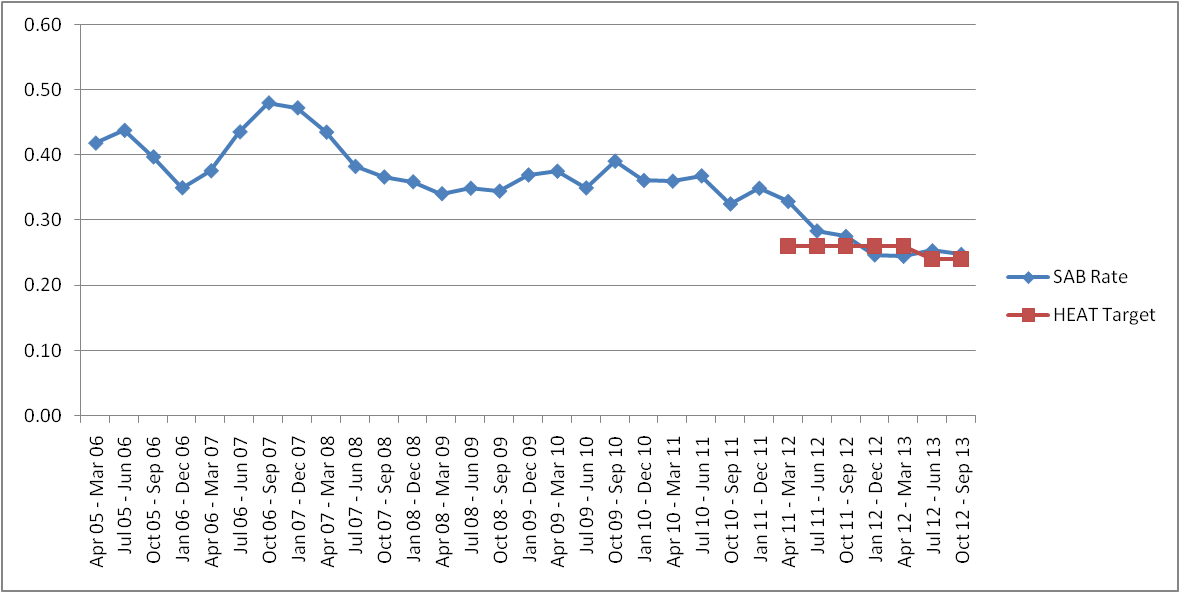 0.60
0.50
0.40
0.30
0.20
0.10
0.00
Apr 05 - Mar 06
Jul 05 - Jun 06
Oct 05 - Sep 06
Jan 06 - Dec 06
Apr 06 - Mar 07
Jul 06 - Jun 07
Oct 06 - Sep 07
Jan 07 - Dec 07
Apr 07 - Mar 08
Jul 07 - Jun 08
Oct 07 - Sep 08
Jan 08 - Dec 08
Apr 08 - Mar 09
Jul 08 - Jun 09
Oct 08 - Sep 09
Jan 09 - Dec 09
Apr 09 - Mar 10
Jul 09 - Jun 10
Oct 09 - Sep 10
Jan 10 - Dec 10
Apr 10 - Mar 11
Jul 10 - Jun 11
Oct 10 - Sep 11
Jan 11 - Dec 11
Apr 11 - Mar 12
Jul 11 - Jun 12
Oct 11 - Sep 12
Jan 12 - Dec 12
Apr 12 - Mar 13
Jul 12 - Jun 13
Oct 12 - Sep 13
SAB Rate
HEAT Target